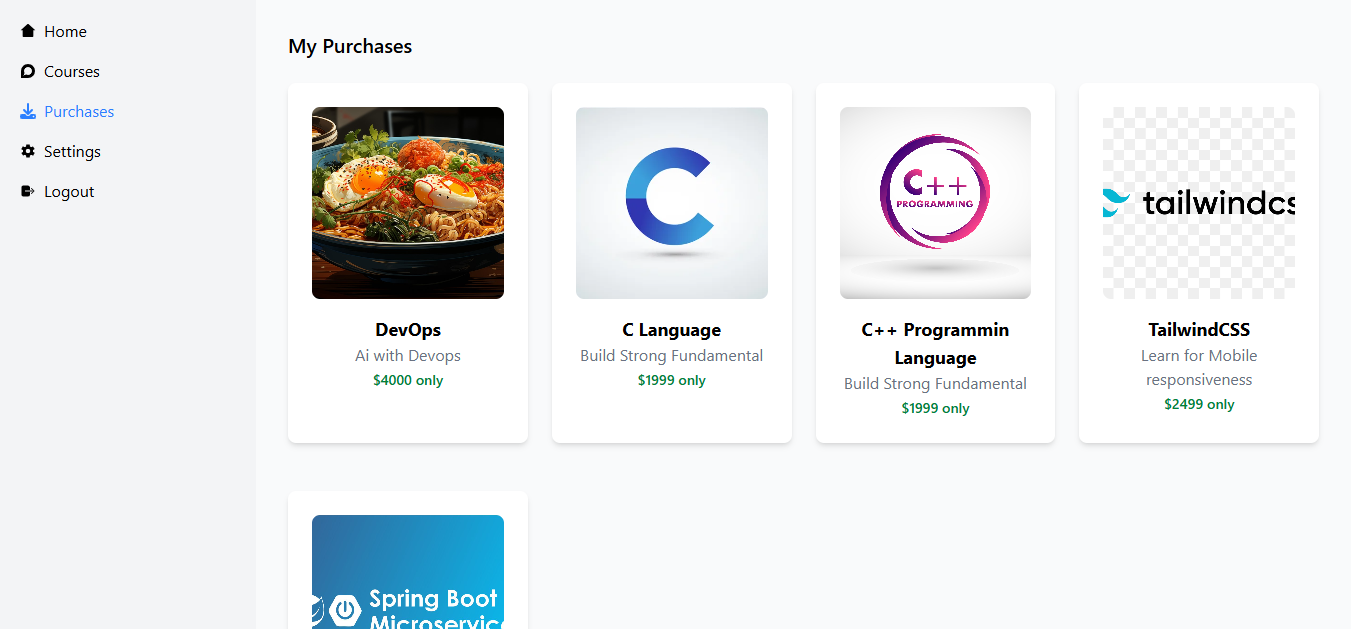 Home
Courses
Purchases
Settings
Logout
My Purchases
C++
PROGRAMMING
tailwindcs
DevOps
Ai with Devops
$4000 only
C Language
Build Strong Fundamental
$1999 only
C++ Programmin
Language
Build Strong Fundamental
$1999 only
TailwindCSS
Learn for Mobile
responsiveness
$2499 only
Spring Boot
Microservic